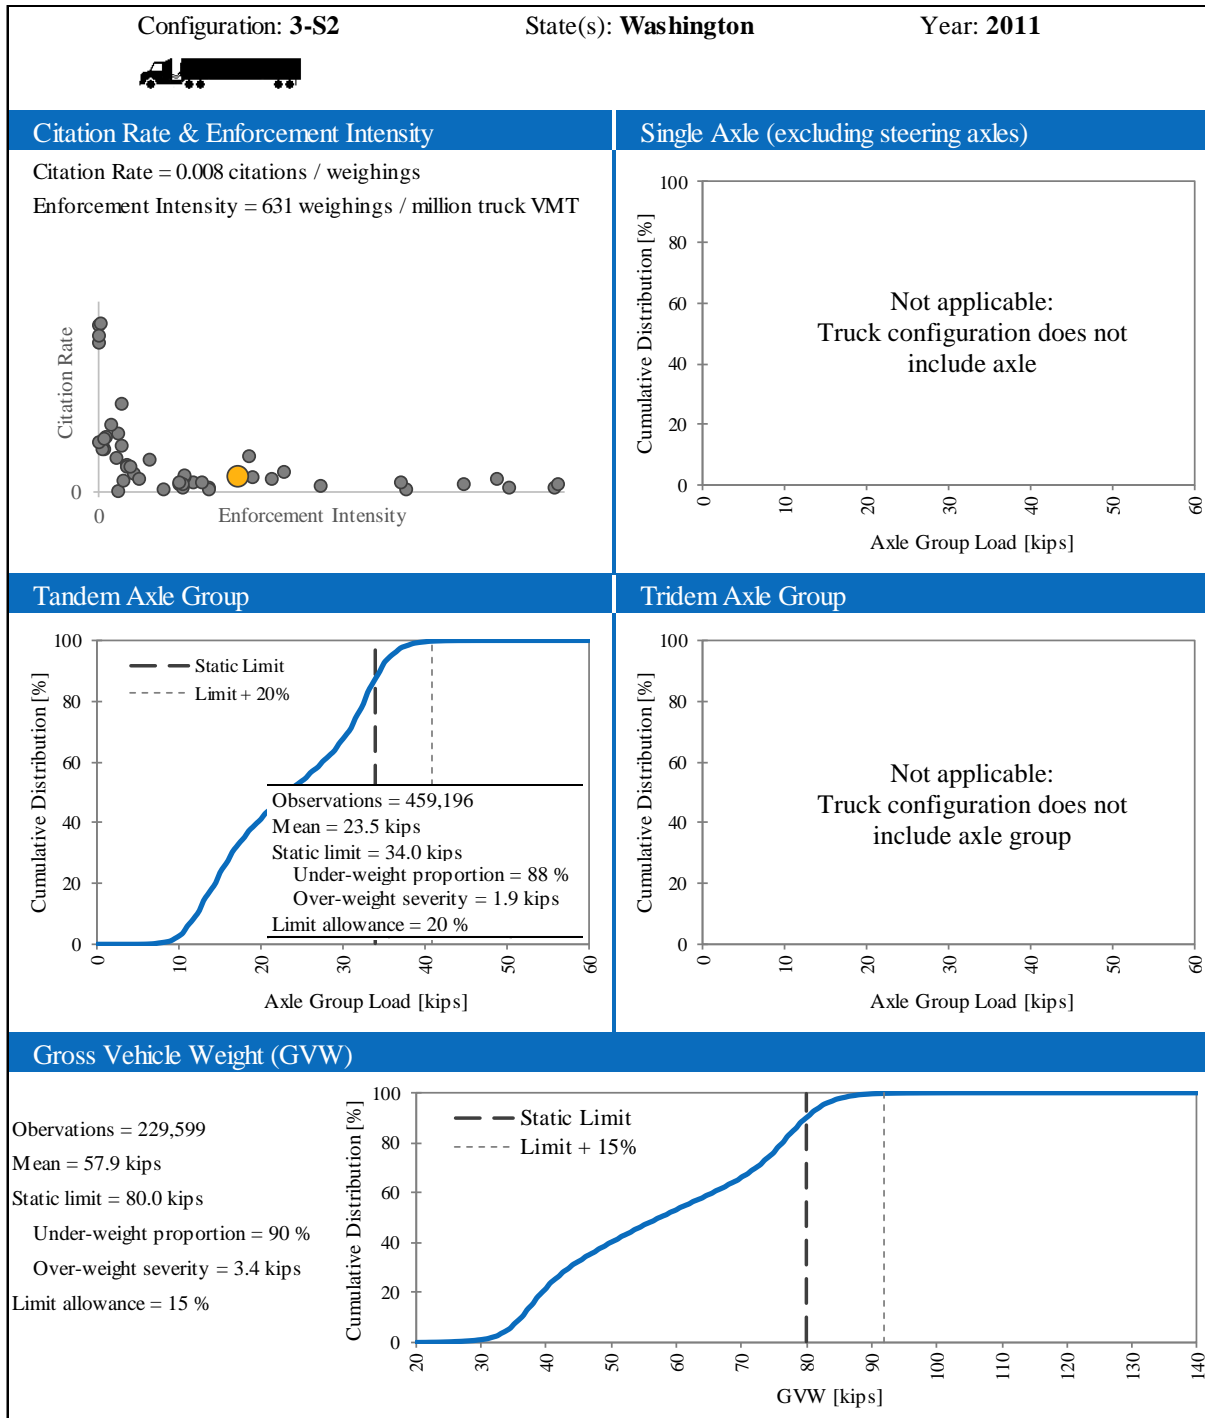 Configuration: 3-S2 State(s): Washington Year: 2011
Citation Rate & Enforcement Intensity
Citation Rate = 0.008 citations / weighings
Enforcement Intensity = 631 weighings / million truck VMT
Citation Rate
0
0
Enforcement Intensity
Single Axle (excluding steering axles)
Cumulative Distribution [%]
100
80
60
40
20
0
Not applicable:
Truck configuration does not
include axle
0 10 20 30 40 50 60
Axle Group Load [kips]
Tandem Axle Group
Cumulative Distribution [%]
100
80
60
40
20
0
Static Limit
Limit + 20%
Observations = 459,196
Mean = 23.5 kips
Static limit = 34.0 kips
Under-weight proportion = 88 %
Over-weight severity = 1.9 kips
Limit allowance = 20 %
0 10 20 30 40 50 60
Axle Group Load [kips]
Tridem Axle Group
Cumulative Distribution [%]
100
80
60
40
20
0
Not applicable:
Truck configuration does not
include axle group
0 10 20 30 40 50 60
Axle Group Load [kips]
Gross Vehicle Weight (GVW)
Obervations = 229,599
Mean = 57.9 kips
Static limit = 80.0 kips
Under-weight proportion = 90 %
Over-weight severity = 3.4 kips
Limit allowance = 15 %
Cumulative Distribution [%]
100
80
60
40
20
0
Static Limit
Limit + 15%
20 30 40 50 60 70 80 90 100 110 120 130 140
GVW [kips]